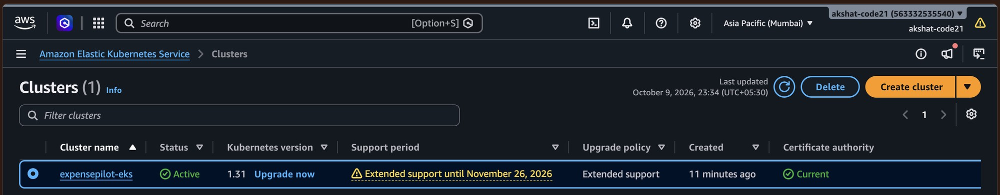 aws
Search [Option+S]
Asia Pacific (Mumbai)
akshat-code21 (563332535540)
akshat-code21
Amazon Elastic Kubernetes Service > Clusters
Clusters (1) Info
Last updated
October 9, 2026, 23:34 (UTC+05:30)
Delete
Create cluster
Filter clusters
1
Cluster name Status Kubernetes version Support period Upgrade policy Created Certificate authority
expensepilot-eks Active 1.31 Upgrade now Extended support until November 26, 2026 Extended support 11 minutes ago Current